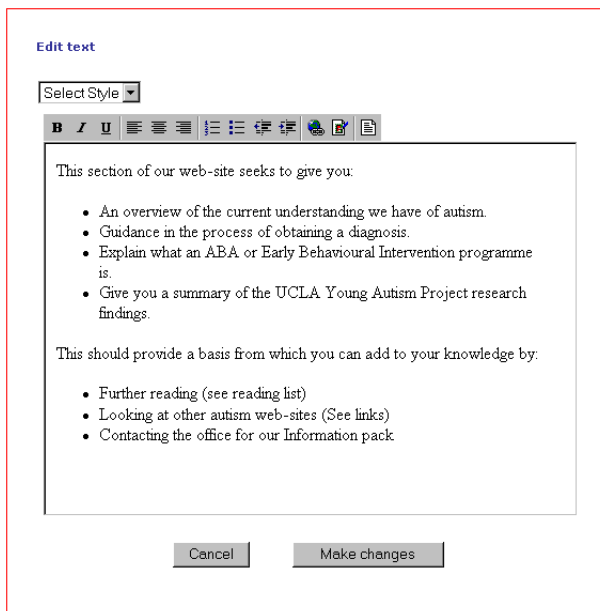 Edit text
Select Style
B I U
This section of our web-site seeks to give you:
• An overview of the current understanding we have of autism.
• Guidance in the process of obtaining a diagnosis.
• Explain what an ABA or Early Behavioural Intervention programme
is.
• Give you a summary of the UCLA Young Autism Project research
findings.
This should provide a basis from which you can add to your knowledge by:
• Further reading (see reading list)
• Looking at other autism web-sites (See links)
• Contacting the office for our Information pack
Cancel Make changes